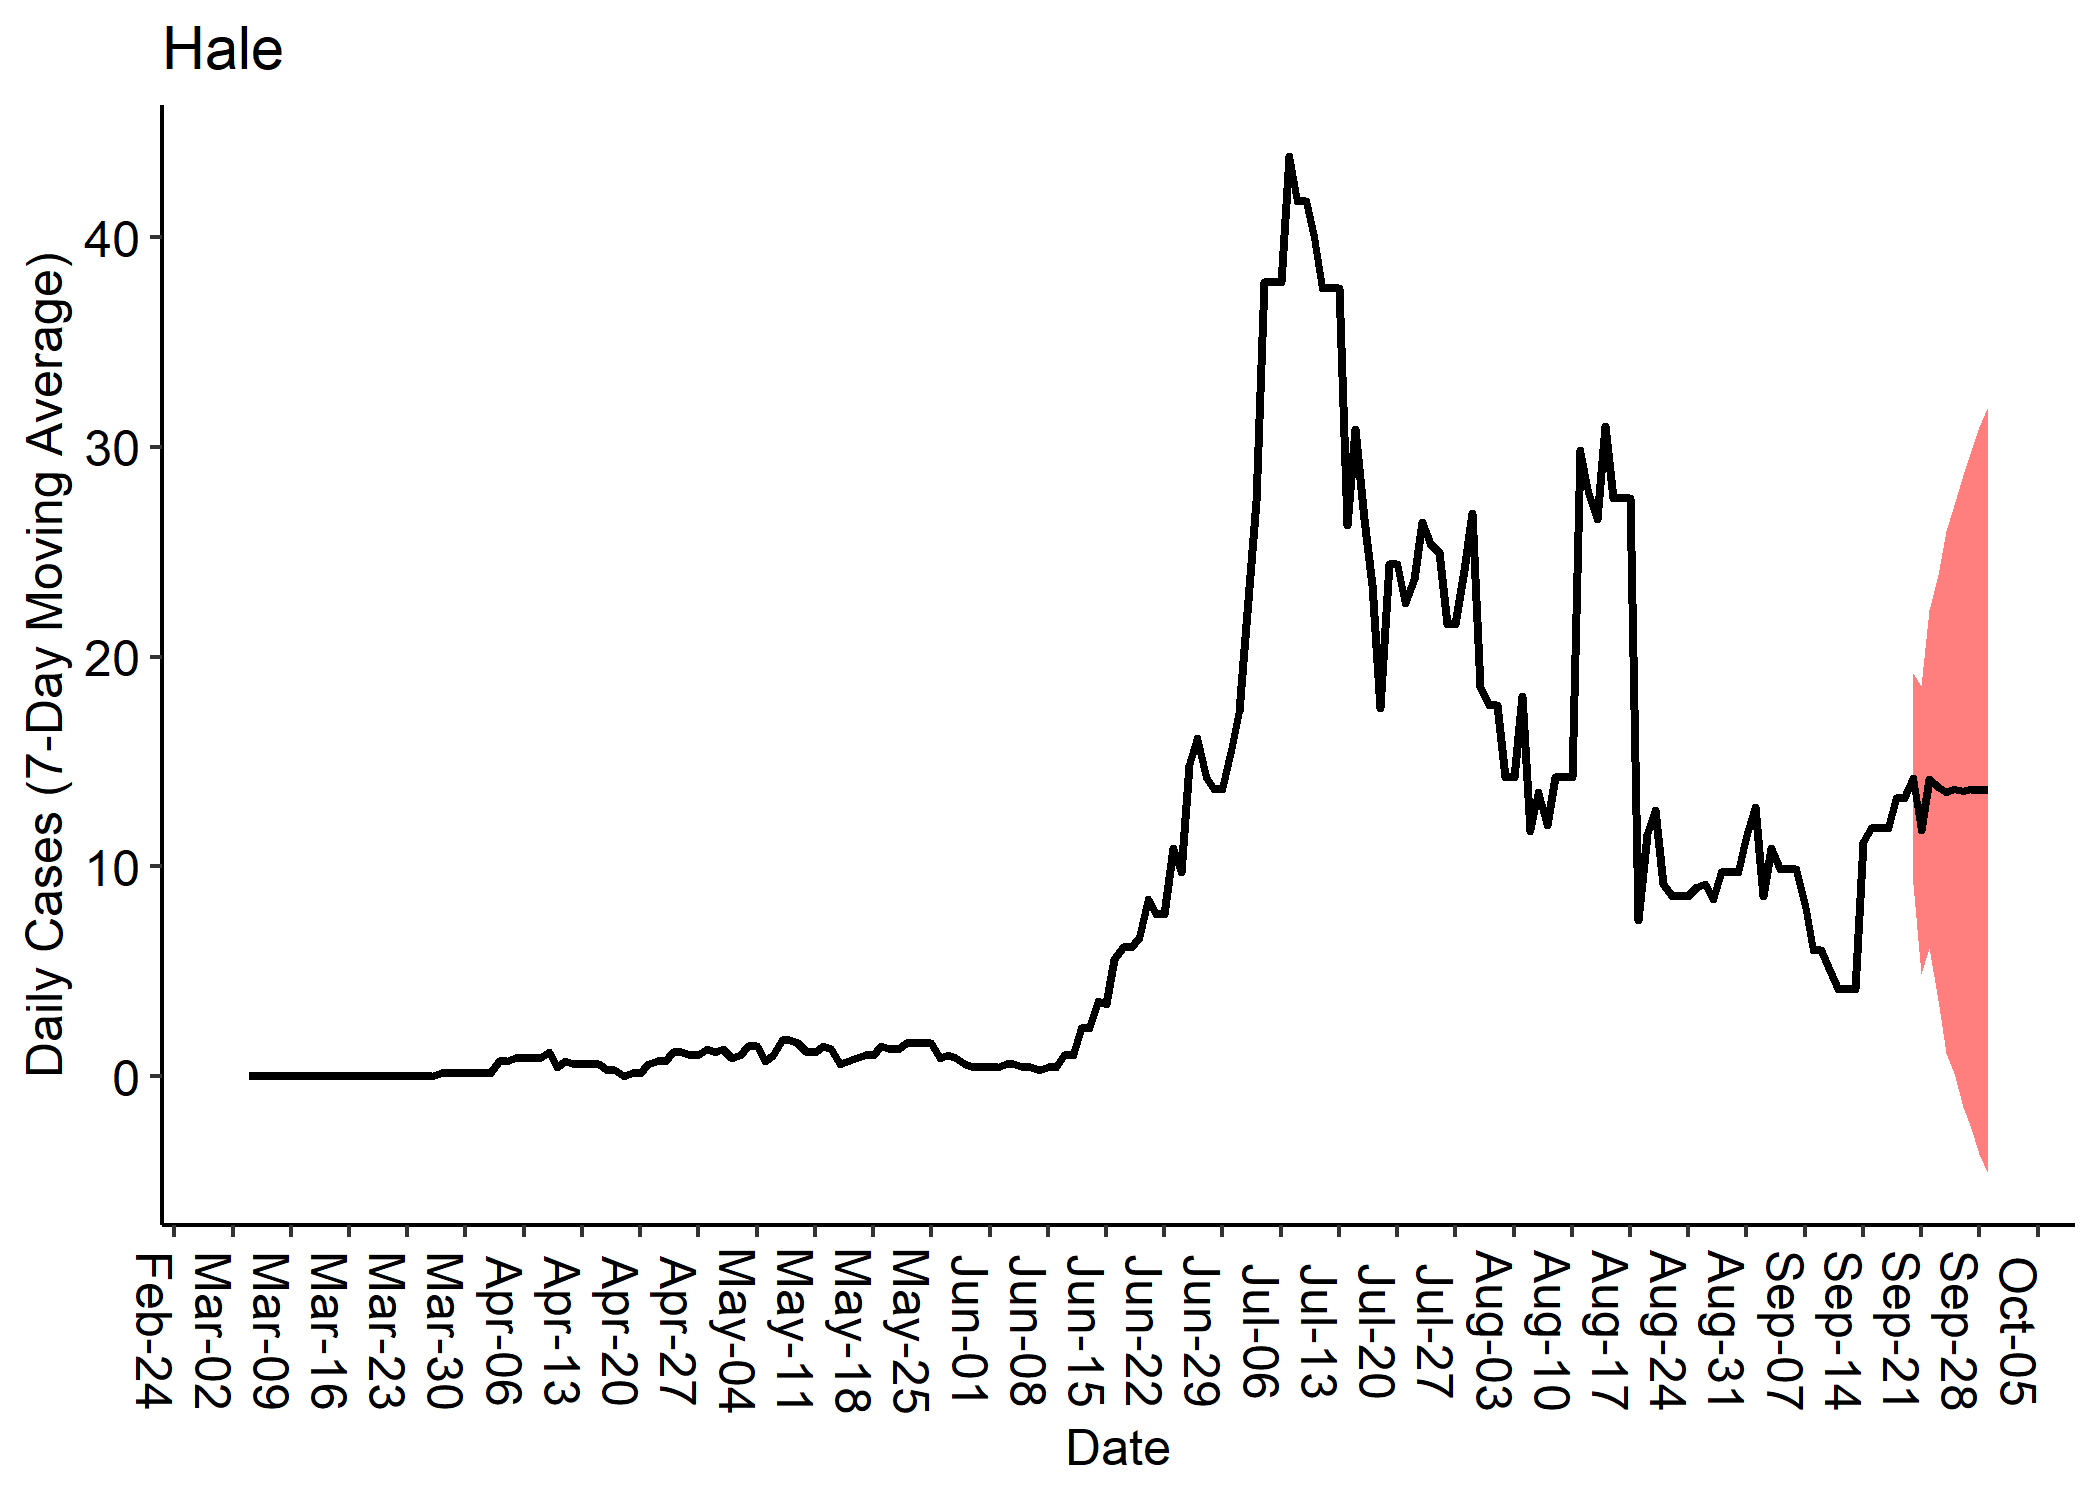 Hale
Daily Cases (7-Day Moving Average)
40
30
20
10
0
Feb-24
Mar-02
Mar-09
Mar-16
Mar-23
Mar-30
Apr-06
Apr-13
Apr-20
Apr-27
May-04
May-11
May-18
May-25
Jun-01
Jun-08
Jun-15
Jun-22
Jun-29
Jul-06
Jul-13
Jul-20
Jul-27
Aug-03
Aug-10
Aug-17
Aug-24
Aug-31
Sep-07
Sep-14
Sep-21
Sep-28
Oct-05
Date